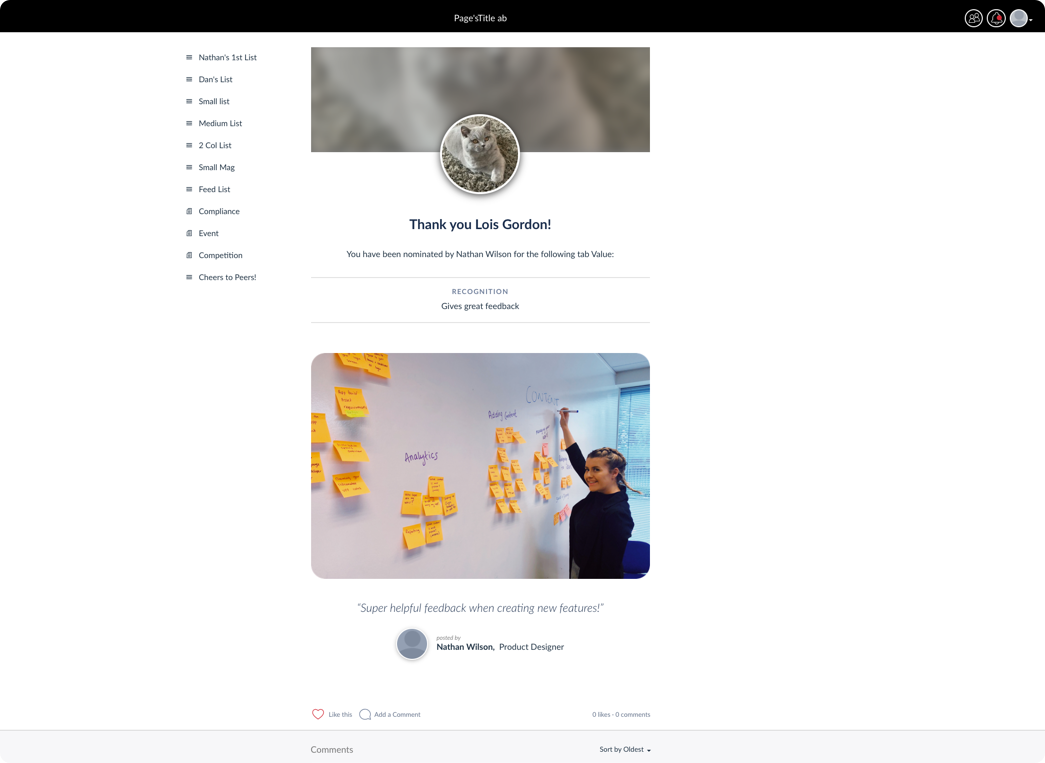 Page'sTitle ab
Nathan's 1st List
Dan's List
Small list
Medium List
2 Col List
Small Mag
Feed List
Compliance
Event
Competition
Cheers to Peers!
Thank you Lois Gordon!
You have been nominated by Nathan Wilson for the following tab Value:
RECOGNITION
Gives great feedback
Analytics
“Super helpful feedback when creating new features!”
posted by
Nathan Wilson, Product Designer
Like this
Add a Comment
0 likes · 0 comments
Comments
Sort by Oldest